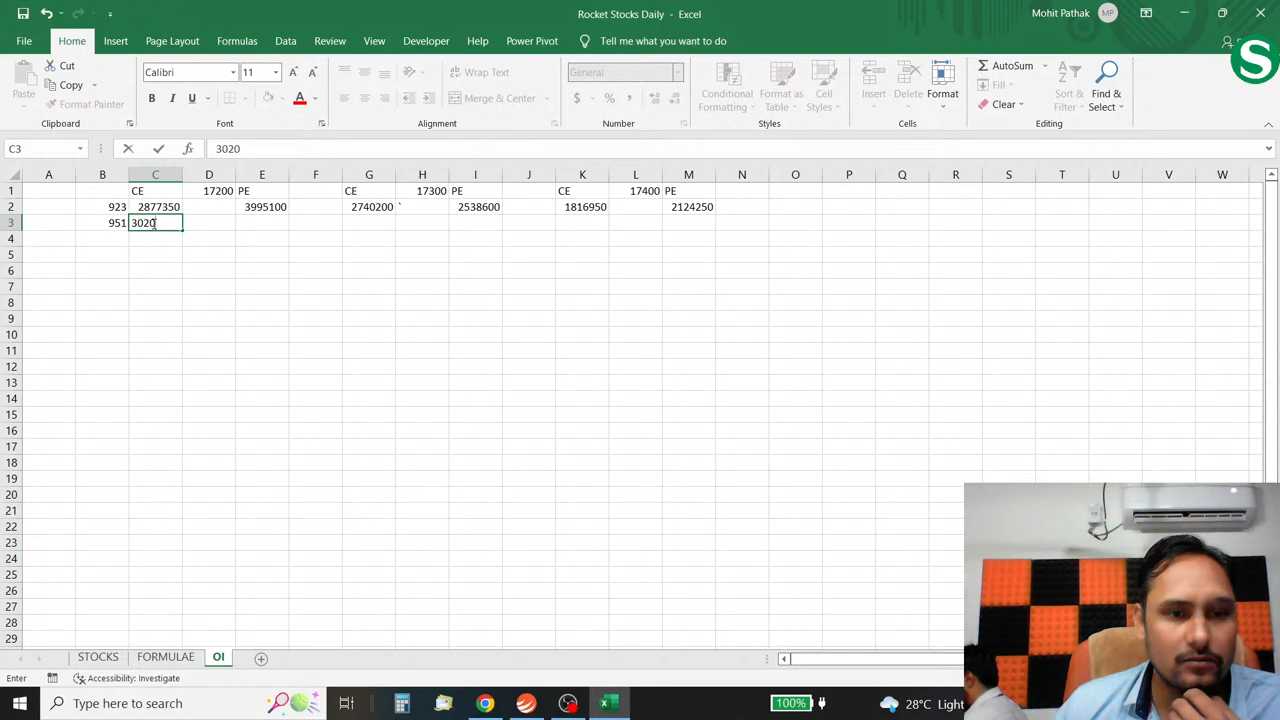 Rocket Stocks Daily - Excel
Mohit Pathak MP
File Home Insert Page Layout Formulas Data Review View Developer Help Power Pivot Tell me what you want to do
S
Paste
Cut
Copy
Format Painter
Clipboard
Calibri 11 A A
B I U A
Font
Wrap Text
Merge & Center
Alignment
General
$ % ,
Number
Conditional Formatting
Format as Table
Cell Styles
Styles
Insert Delete Format
Cells
AutoSum
Fill
Clear
Sort & Filter
Find & Select
Editing
C3 fx 3020
A B C D E F G H I J K L M N O P Q R S T U V W
1 CE 17200 PE CE 17300 PE CE 17400 PE
2 923 2877350 3995100 2740200 ` 2538600 1816950 2124250
3 951 3020
4
5
6
7
8
9
10
11
12
13
14
15
16
17
18
19
20
21
22
23
24
25
26
27
28
29
STOCKS FORMULAE OI
Enter Accessibility: Investigate
Type here to search
100%
28°C Light